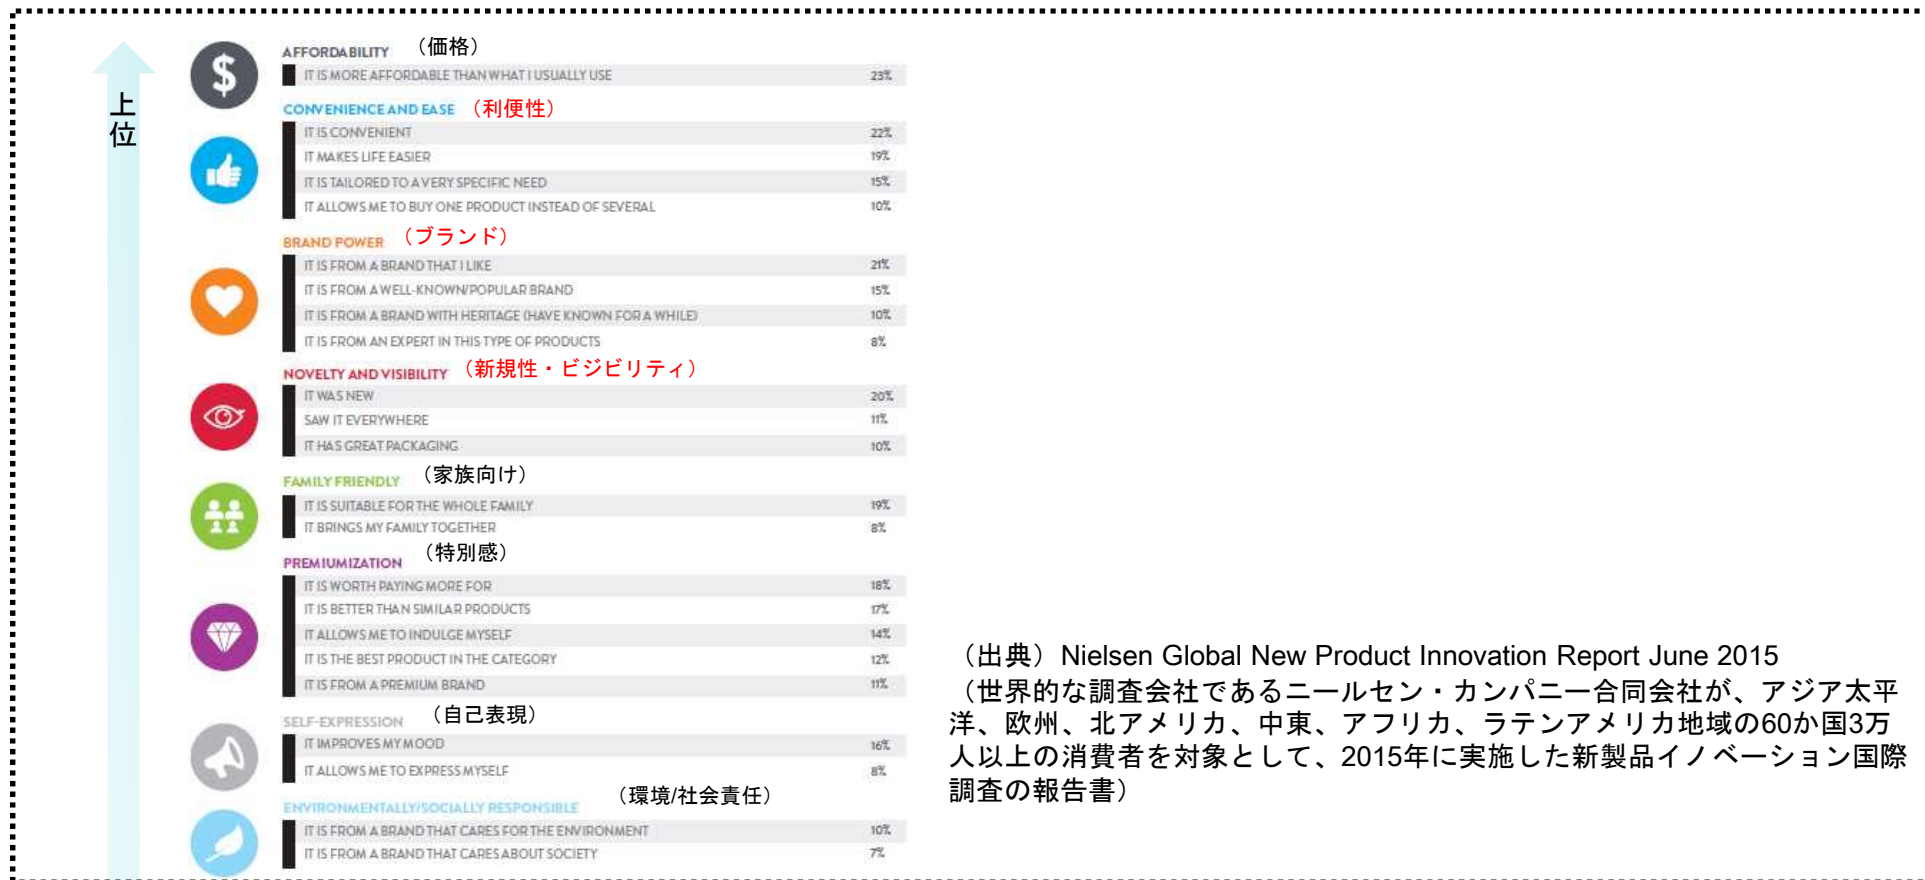 上位
AFFORDABILITY （価格）
IT IS MORE AFFORDABLE THAN WHAT I USUALLY USE 23%
CONVENIENCE AND EASE （利便性）
IT IS CONVENIENT 22%
IT MAKES LIFE EASIER 19%
IT IS TAILORED TO A VERY SPECIFIC NEED 15%
IT ALLOWS ME TO BUY ONE PRODUCT INSTEAD OF SEVERAL 10%
BRAND POWER （ブランド）
IT IS FROM A BRAND THAT I LIKE 21%
IT IS FROM A WELL-KNOWN/POPULAR BRAND 15%
IT IS FROM A BRAND WITH HERITAGE (HAVE KNOWN FOR A WHILE) 10%
IT IS FROM AN EXPERT IN THIS TYPE OF PRODUCTS 8%
NOVELTY AND VISIBILITY （新規性・ビジビリティ）
IT WAS NEW 20%
SAW IT EVERYWHERE 11%
IT HAS GREAT PACKAGING 10%
FAMILY FRIENDLY （家族向け）
IT IS SUITABLE FOR THE WHOLE FAMILY 19%
IT BRINGS MY FAMILY TOGETHER 8%
PREMIUMIZATION （特別感）
IT IS WORTH PAYING MORE FOR 18%
IT IS BETTER THAN SIMILAR PRODUCTS 17%
IT ALLOWS ME TO INDULGE MYSELF 14%
IT IS THE BEST PRODUCT IN THE CATEGORY 12%
IT IS FROM A PREMIUM BRAND 11%
SELF-EXPRESSION （自己表現）
IT IMPROVES MY MOOD 16%
IT ALLOWS ME TO EXPRESS MYSELF 8%
ENVIRONMENTALLY/SOCIALLY RESPONSIBLE （環境/社会責任）
IT IS FROM A BRAND THAT CARES FOR THE ENVIRONMENT 10%
IT IS FROM A BRAND THAT CARES ABOUT SOCIETY 7%
（出典）Nielsen Global New Product Innovation Report June 2015
（世界的な調査会社であるニールセン・カンパニー合同会社が、アジア太平
洋、欧州、北アメリカ、中東、アフリカ、ラテンアメリカ地域の60か国3万
人以上の消費者を対象として、2015年に実施した新製品イノベーション国際
調査の報告書）